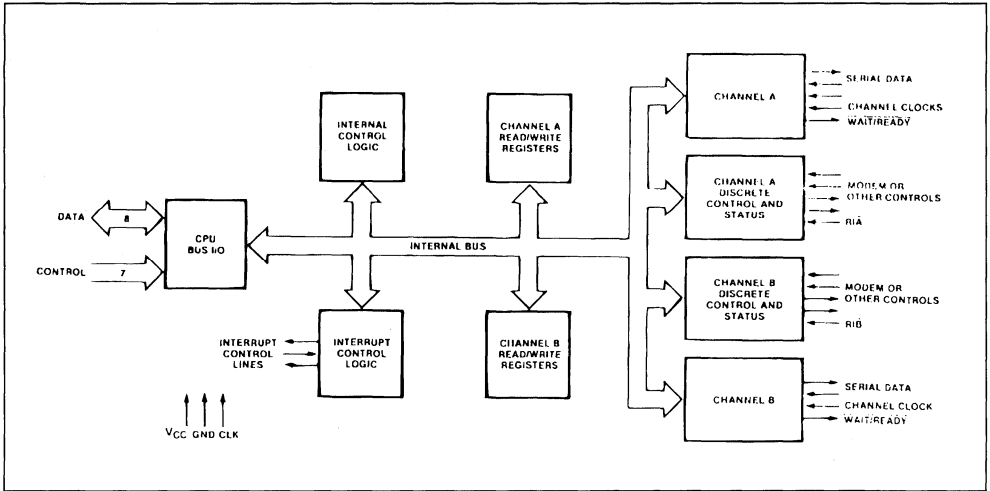 INTERNAL
CONTROL
LOGIC
CHANNEL A
READ/WRITE
REGISTERS
CHANNEL A
SERIAL DATA
CHANNEL CLOCKS
WAIT/READY
CHANNEL A
DISCRETE
CONTROL AND
STATUS
MODEM OR
OTHER CONTROLS
RIA
DATA
8
CONTROL
7
CPU
BUS I/O
INTERNAL BUS
CHANNEL B
DISCRETE
CONTROL AND
STATUS
MODEM OR
OTHER CONTROLS
RIB
INTERRUPT
CONTROL
LINES
INTERRUPT
CONTROL
LOGIC
CHANNEL B
READ/WRITE
REGISTERS
CHANNEL B
SERIAL DATA
CHANNEL CLOCK
WAIT/READY
VCC GND CLK